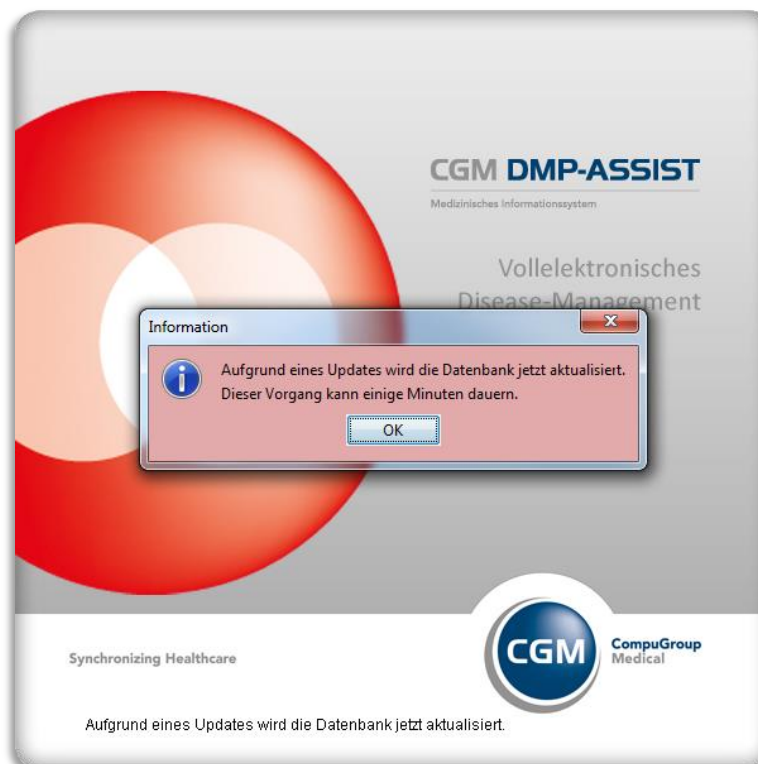 CGM DMP-ASSIST
Medizinisches Informationssystem
Vollelektronisches
Disease-Management
Information
Aufgrund eines Updates wird die Datenbank jetzt aktualisiert.
Dieser Vorgang kann einige Minuten dauern.
OK
Synchronizing Healthcare
CGM
CompuGroup
Medical
Aufgrund eines Updates wird die Datenbank jetzt aktualisiert.